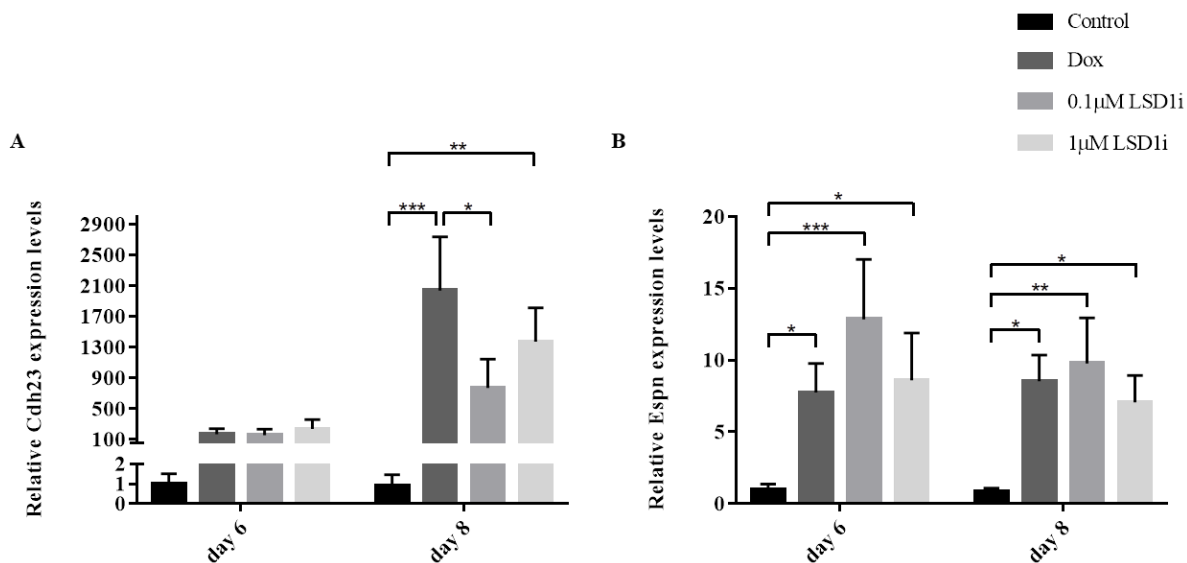 Control
Dox
0.1μM LSD1i
1μM LSD1i
A
Relative Cdh23 expression levels
2900
2500
2100
1700
1300
900
500
100
2
1
0
**
***
*
day 6
day 8
B
Relative Espn expression levels
20
15
10
5
0
*
***
*
*
**
*
day 6
day 8